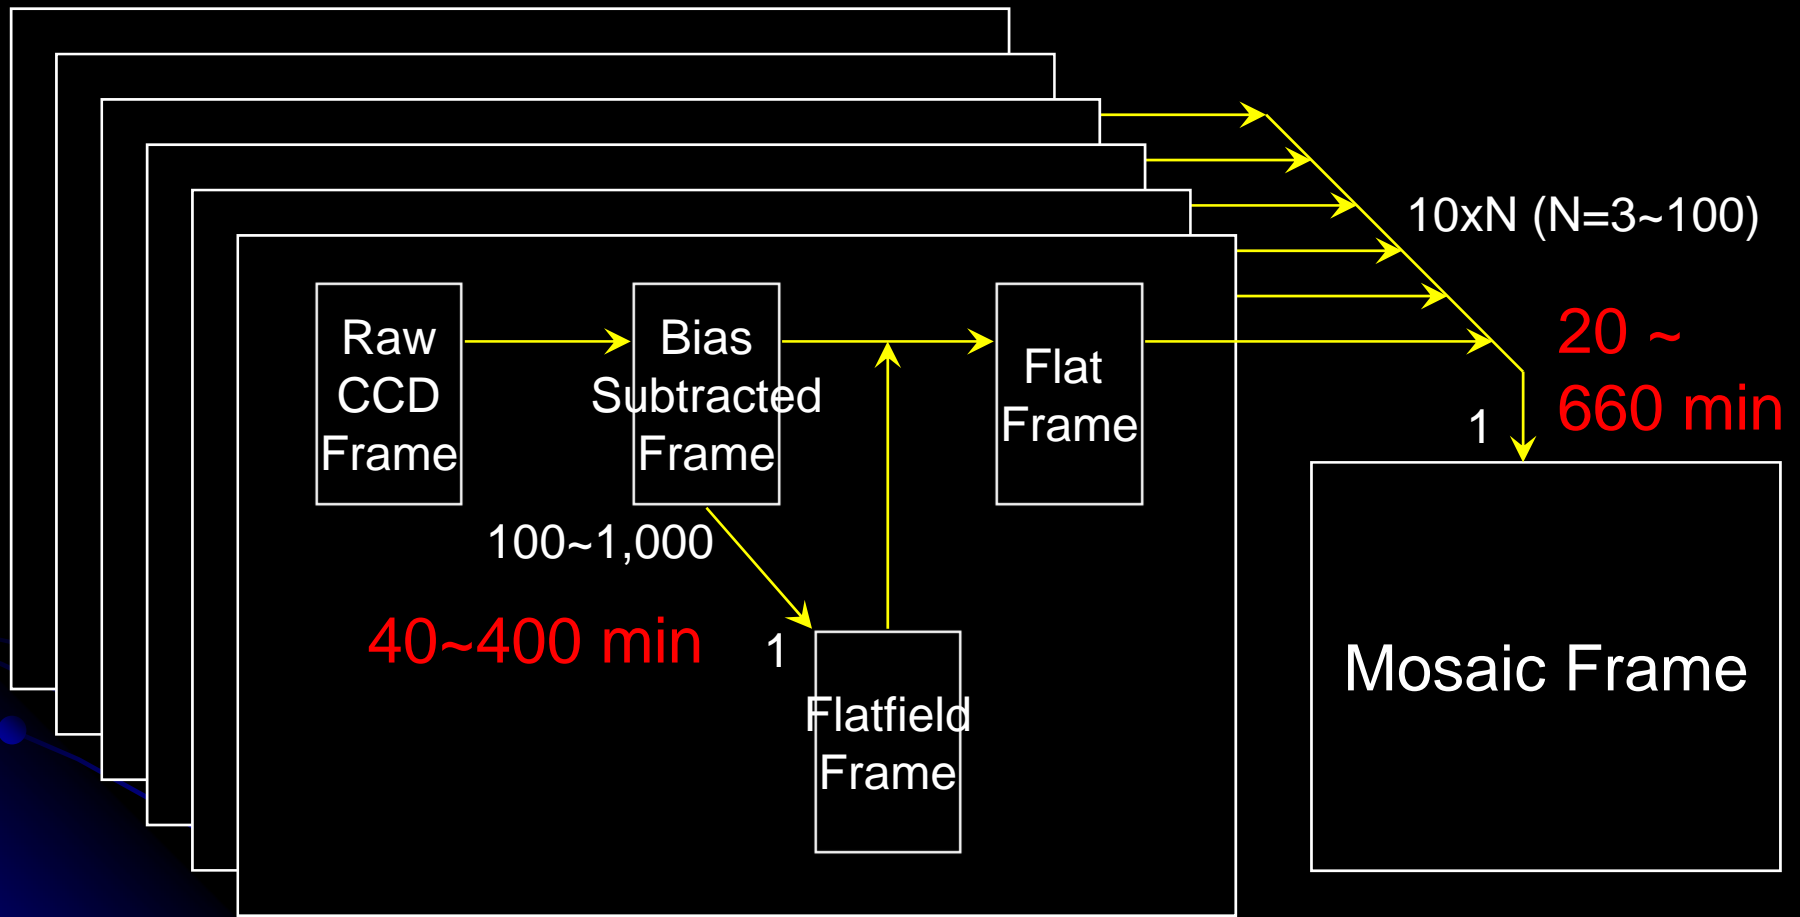 Raw
CCD
Frame
Bias
Subtracted
Frame
Flat
Frame
100~1,000
40~400 min
1
Flatfield
Frame
10xN (N=3~100)
20 ~
660 min
1
Mosaic Frame